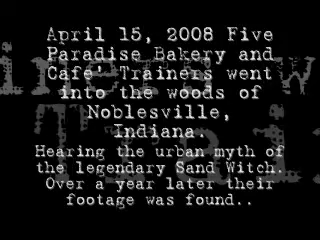 April 15, 2008 Five
Paradise Bakery and
Café' Trainers went
into the woods of
Noblesville,
Indiana.
Hearing the urban myth of
the legendary Sand Witch.
Over a year later their
footage was found..